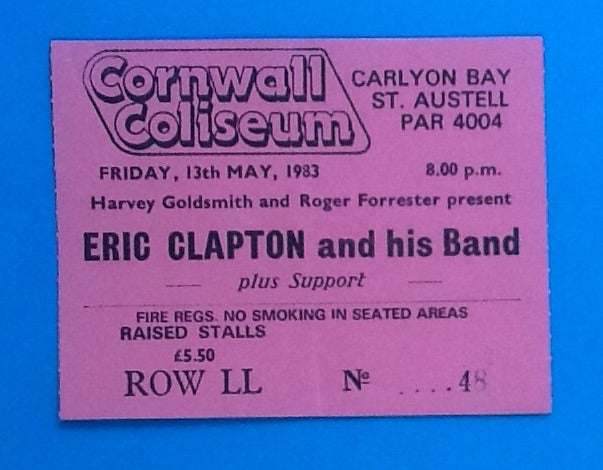 Cornwall
Coliseum
CARLYON BAY
ST. AUSTELL
PAR 4004
FRIDAY, 13th MAY, 1983 8.00 p.m.
Harvey Goldsmith and Roger Forrester present
ERIC CLAPTON and his Band
plus Support
FIRE REGS. NO SMOKING IN SEATED AREAS
RAISED STALLS
£5.50
ROW LL Nº ....48